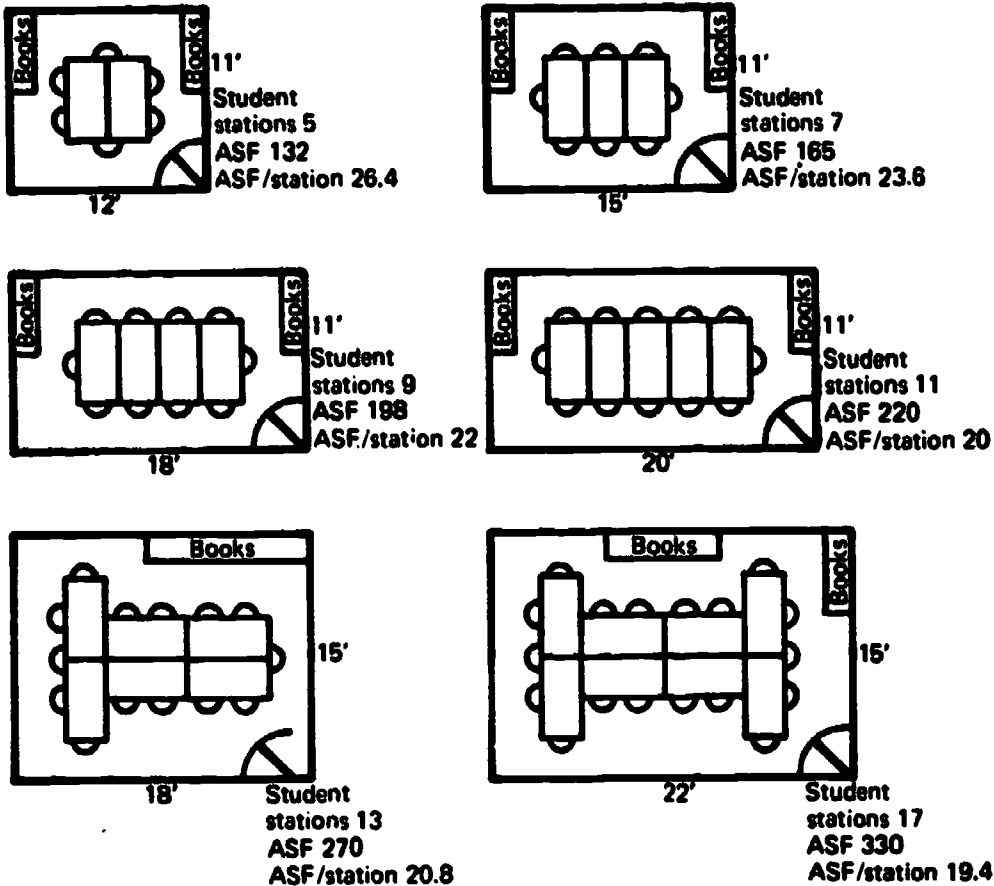 Books
Books
11'
Student
stations 5
ASF 132
ASF/station 26.4
12'
Books
Books
11'
Student
stations 7
ASF 165
ASF/station 23.6
15'
Books
Books
11'
Student
stations 9
ASF 198
ASF/station 22
18'
Books
Books
11'
Student
stations 11
ASF 220
ASF/station 20
20'
Books
15'
18'
Student
stations 13
ASF 270
ASF/station 20.8
Books
Books
15'
22'
Student
stations 17
ASF 330
ASF/station 19.4